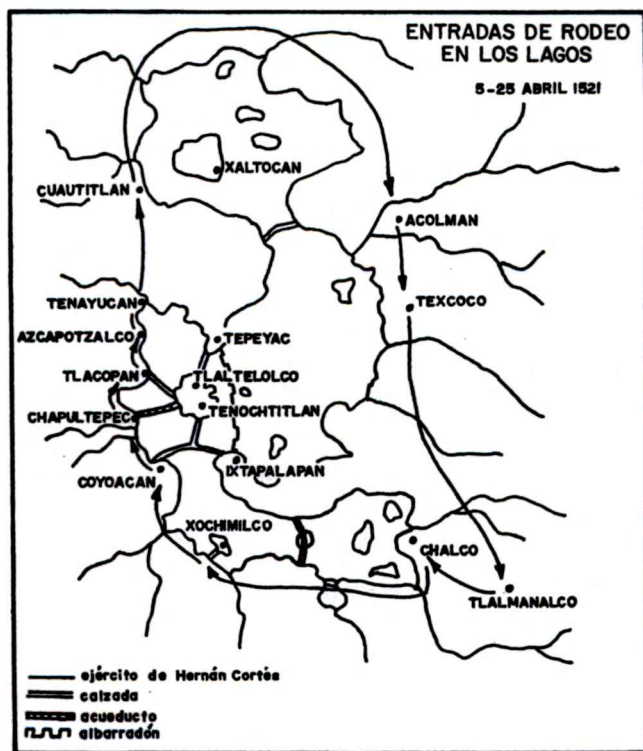 ENTRADAS DE RODEO
EN LOS LAGOS
5-25 ABRIL 1521
XALTOCAN
CUAUTITLAN
ACOLMAN
TENAYUCAN
TEXCOCO
AZCAPOTZALCO
TEPEYAC
TLACOPAN
TLALTELOLCO
CHAPULTEPEC
TENOCHTITLAN
COYOACAN
IXTAPALAPAN
XOCHIMILCO
CHALCO
TLALMANALCO
ejército de Hernán Cortés
calzada
acueducto
albarradón